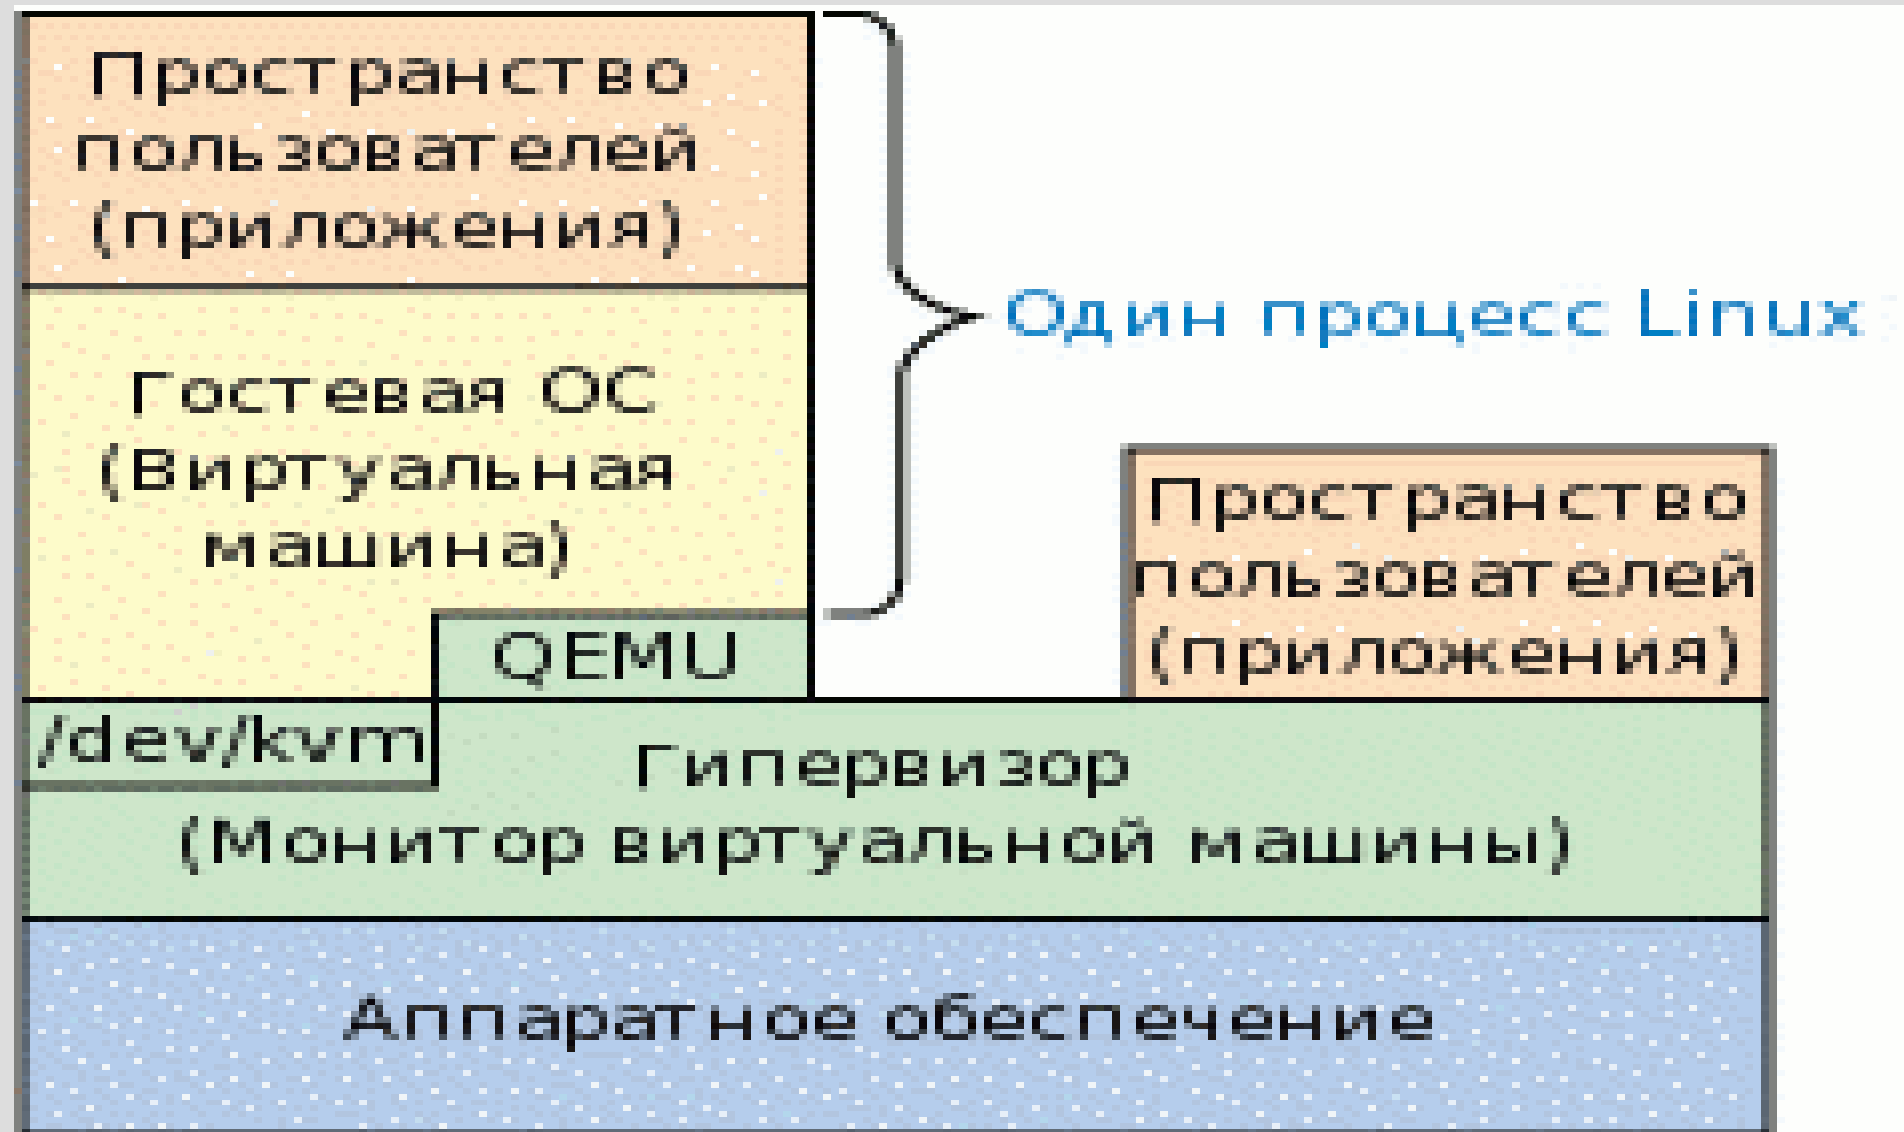 Пространство
пользователей
(приложения)
Гостевая ОС
(Виртуальная
машина)
QEMU
Один процесс Linux
Пространство
пользователей
(приложения)
/dev/kvm
Гипервизор
(Монитор виртуальной машины)
Аппаратное обеспечение